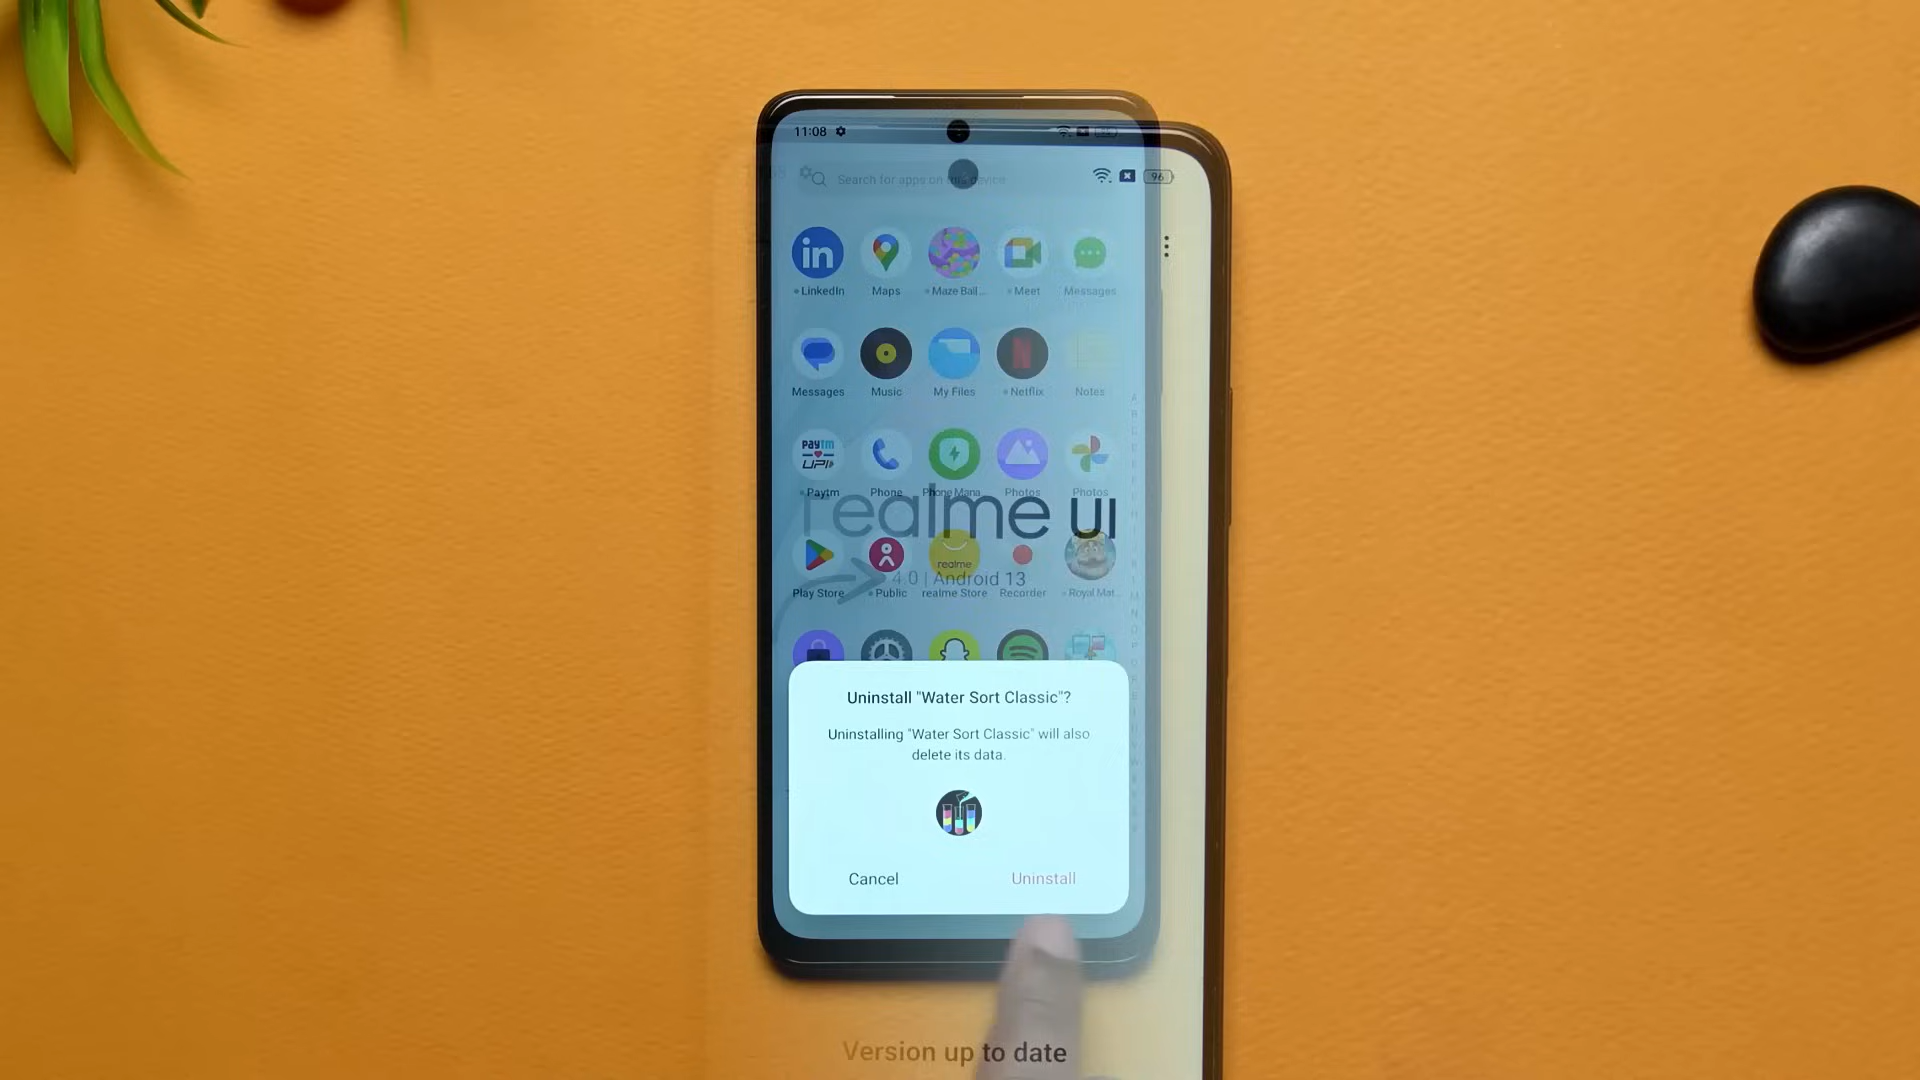 11:08
Search for apps on this device
96
LinkedIn Maps Maze Ball... Meet Messages
Messages Music My Files Netflix Notes
Paytm UPI
Paytm Phone Phone Mana Photos Photos
realme UI
realme
4.0 | Android 13
Play Store Public realme Store Recorder Royal Mat...
Uninstall "Water Sort Classic"?
Uninstalling "Water Sort Classic" will also
delete its data.
Cancel Uninstall
Version up to date